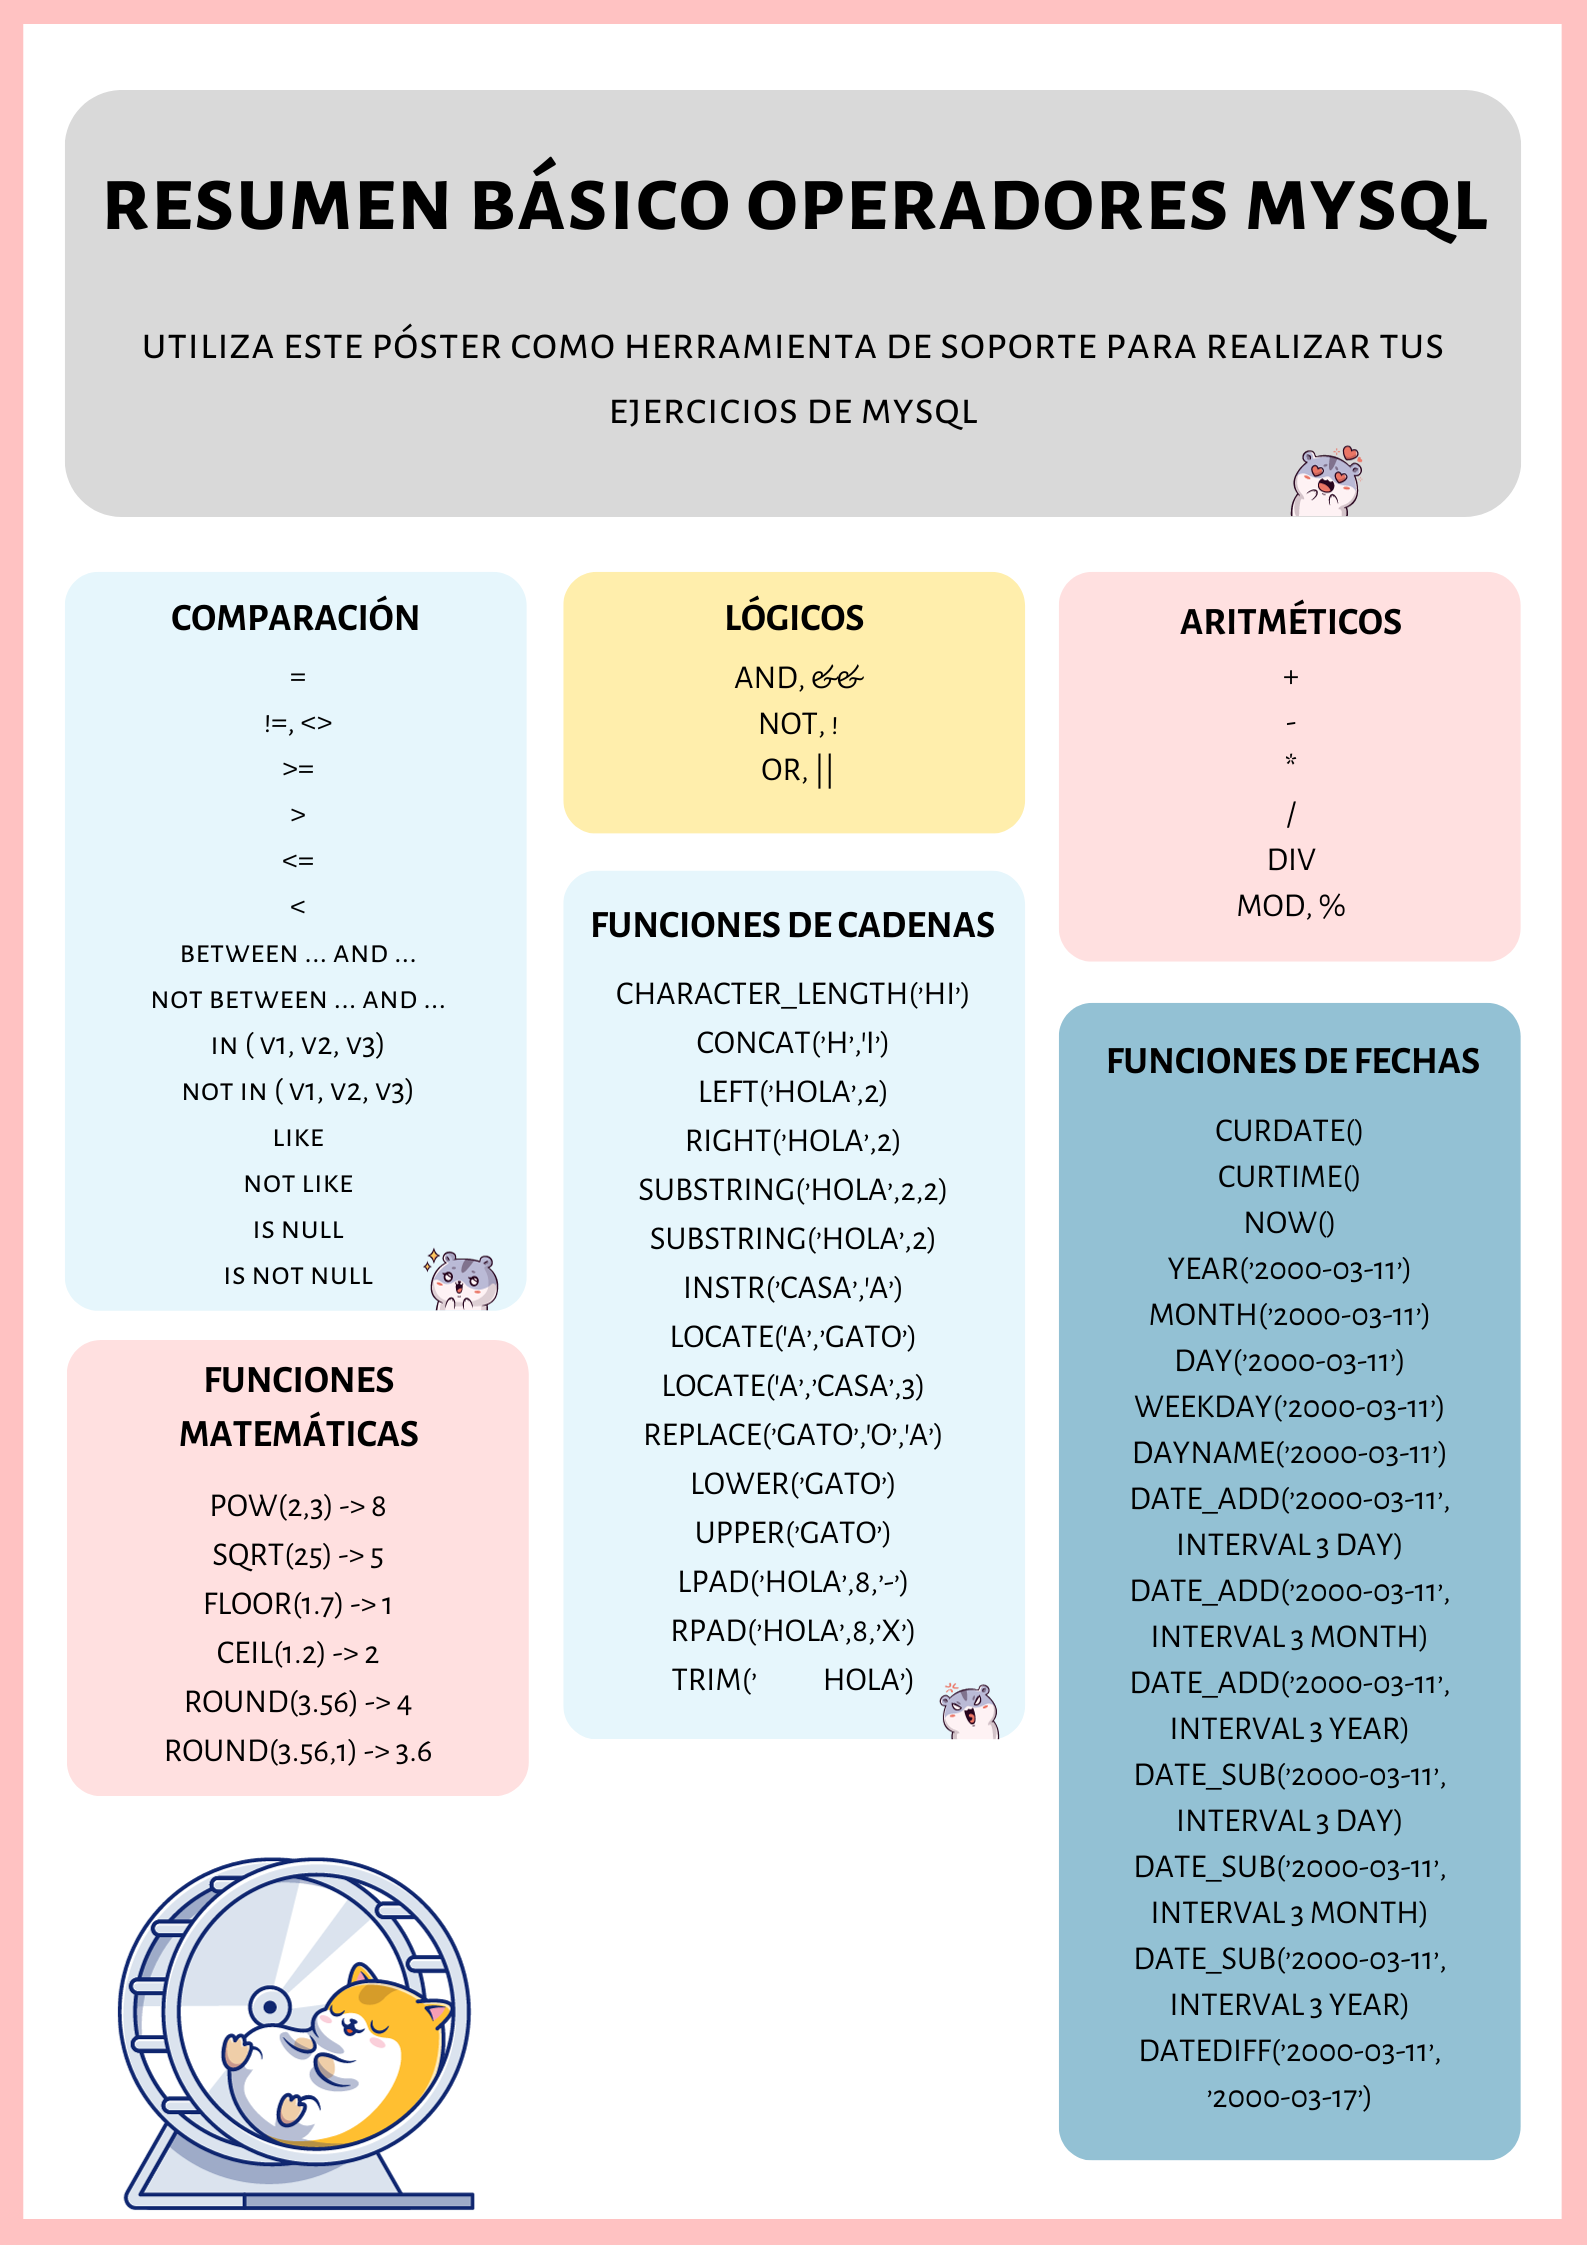 RESUMEN BÁSICO OPERADORES MYSQL
UTILIZA ESTE PÓSTER COMO HERRAMIENTA DE SOPORTE PARA REALIZAR TUS
EJERCICIOS DE MYSQL
COMPARACIÓN
=
!=, <>
>=
>
<=
<
BETWEEN ... AND ...
NOT BETWEEN ... AND ...
IN ( V1, V2, V3)
NOT IN ( V1, V2, V3)
LIKE
NOT LIKE
IS NULL
IS NOT NULL
FUNCIONES
MATEMÁTICAS
POW(2,3) -> 8
SQRT(25) -> 5
FLOOR(1.7) -> 1
CEIL(1.2) -> 2
ROUND(3.56) -> 4
ROUND(3.56,1) -> 3.6
LÓGICOS
AND, &&
NOT, !
OR, ||
FUNCIONES DE CADENAS
CHARACTER_LENGTH(’HI’)
CONCAT(’H’,'I’)
LEFT(’HOLA’,2)
RIGHT(’HOLA’,2)
SUBSTRING(’HOLA’,2,2)
SUBSTRING(’HOLA’,2)
INSTR(’CASA’,'A’)
LOCATE('A’,’GATO’)
LOCATE('A’,’CASA’,3)
REPLACE(’GATO’,'O’,'A’)
LOWER(’GATO’)
UPPER(’GATO’)
LPAD(’HOLA’,8,’-’)
RPAD(’HOLA’,8,’X’)
TRIM(’        HOLA’)
ARITMÉTICOS
+
-
*
/
DIV
MOD, %
FUNCIONES DE FECHAS
CURDATE()
CURTIME()
NOW()
YEAR(’2000-03-11’)
MONTH(’2000-03-11’)
DAY(’2000-03-11’)
WEEKDAY(’2000-03-11’)
DAYNAME(’2000-03-11’)
DATE_ADD(’2000-03-11’,
INTERVAL 3 DAY)
DATE_ADD(’2000-03-11’,
INTERVAL 3 MONTH)
DATE_ADD(’2000-03-11’,
INTERVAL 3 YEAR)
DATE_SUB(’2000-03-11’,
INTERVAL 3 DAY)
DATE_SUB(’2000-03-11’,
INTERVAL 3 MONTH)
DATE_SUB(’2000-03-11’,
INTERVAL 3 YEAR)
DATEDIFF(’2000-03-11’,
’2000-03-17’)